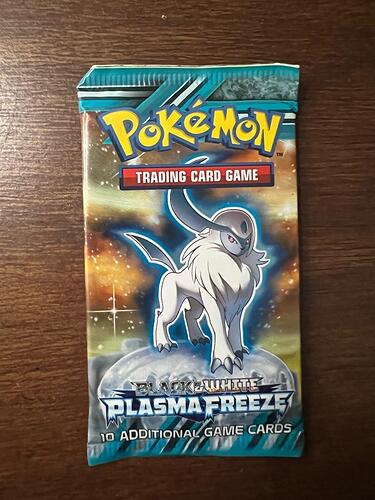 POKéMON
TRADING CARD GAME
BLACK & WHITE
PLASMA FREEZE
10 ADDITIONAL GAME CARDS